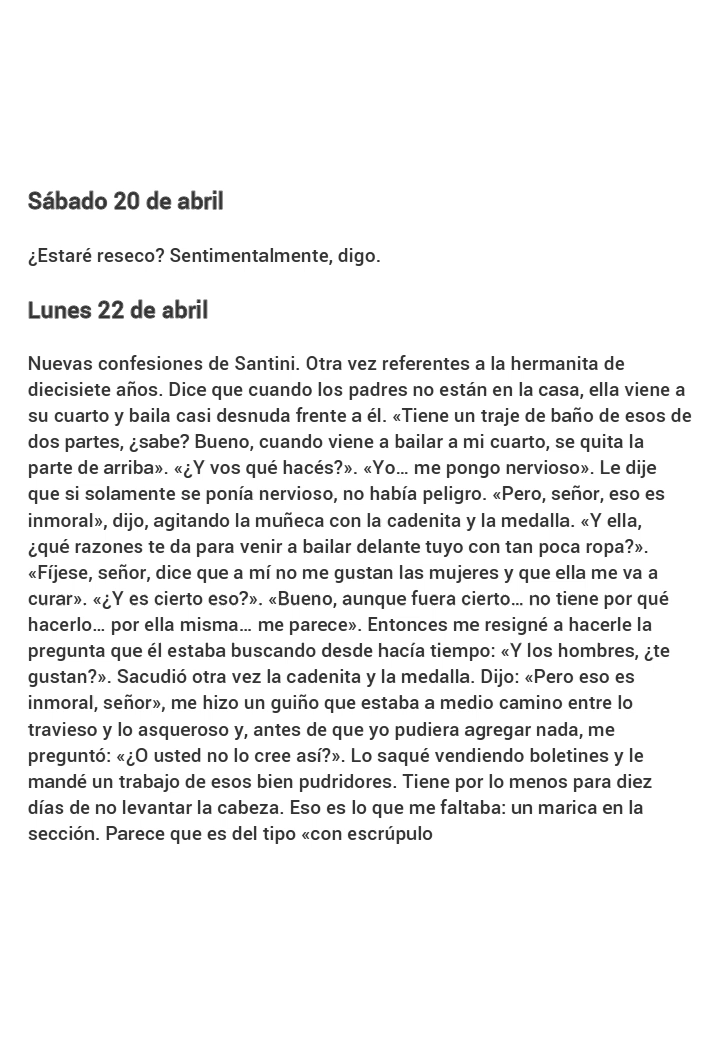 Sábado 20 de abril
¿Estaré reseco? Sentimentalmente, digo.
Lunes 22 de abril
Nuevas confesiones de Santini. Otra vez referentes a la hermanita de
diecisiete años. Dice que cuando los padres no están en la casa, ella viene a
su cuarto y baila casi desnuda frente a él. «Tiene un traje de baño de esos de
dos partes, ¿sabe? Bueno, cuando viene a bailar a mi cuarto, se quita la
parte de arriba». «¿Y vos qué hacés?». «Yo… me pongo nervioso». Le dije
que si solamente se ponía nervioso, no había peligro. «Pero, señor, eso es
inmoral», dijo, agitando la muñeca con la cadenita y la medalla. «Y ella,
¿qué razones te da para venir a bailar delante tuyo con tan poca ropa?».
«Fíjese, señor, dice que a mí no me gustan las mujeres y que ella me va a
curar». «¿Y es cierto eso?». «Bueno, aunque fuera cierto… no tiene por qué
hacerlo… por ella misma… me parece». Entonces me resigné a hacerle la
pregunta que él estaba buscando desde hacía tiempo: «Y los hombres, ¿te
gustan?». Sacudió otra vez la cadenita y la medalla. Dijo: «Pero eso es
inmoral, señor», me hizo un guiño que estaba a medio camino entre lo
travieso y lo asqueroso y, antes de que yo pudiera agregar nada, me
preguntó: «¿O usted no lo cree así?». Lo saqué vendiendo boletines y le
mandé un trabajo de esos bien pudridores. Tiene por lo menos para diez
días de no levantar la cabeza. Eso es lo que me faltaba: un marica en la
sección. Parece que es del tipo «con escrúpulo